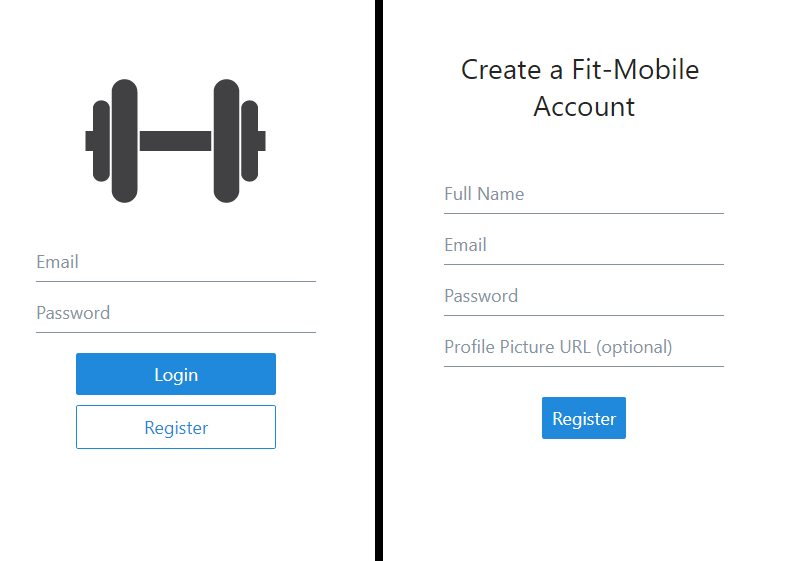 Email
Password
Login
Register
Create a Fit-Mobile
Account
Full Name
Email
Password
Profile Picture URL (optional)
Register